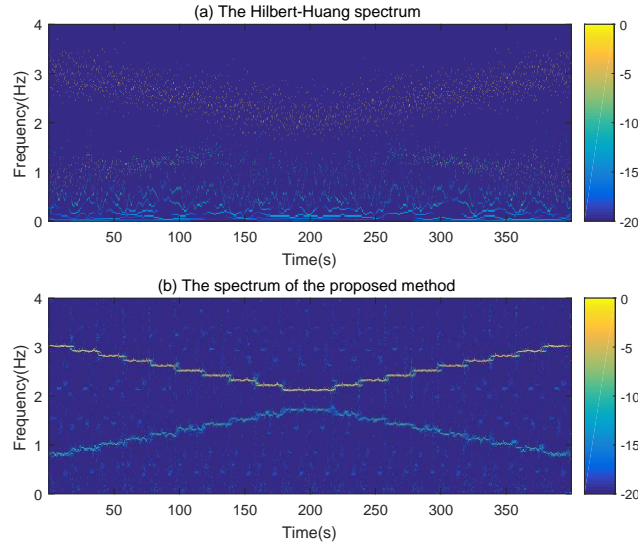 (a) The Hilbert-Huang spectrum
4
3
2
1
0
Frequency(Hz)
50 100 150 200 250 300 350
Time(s)
0
-5
-10
-15
-20
(b) The spectrum of the proposed method
4
3
2
1
0
Frequency(Hz)
50 100 150 200 250 300 350
Time(s)
0
-5
-10
-15
-20